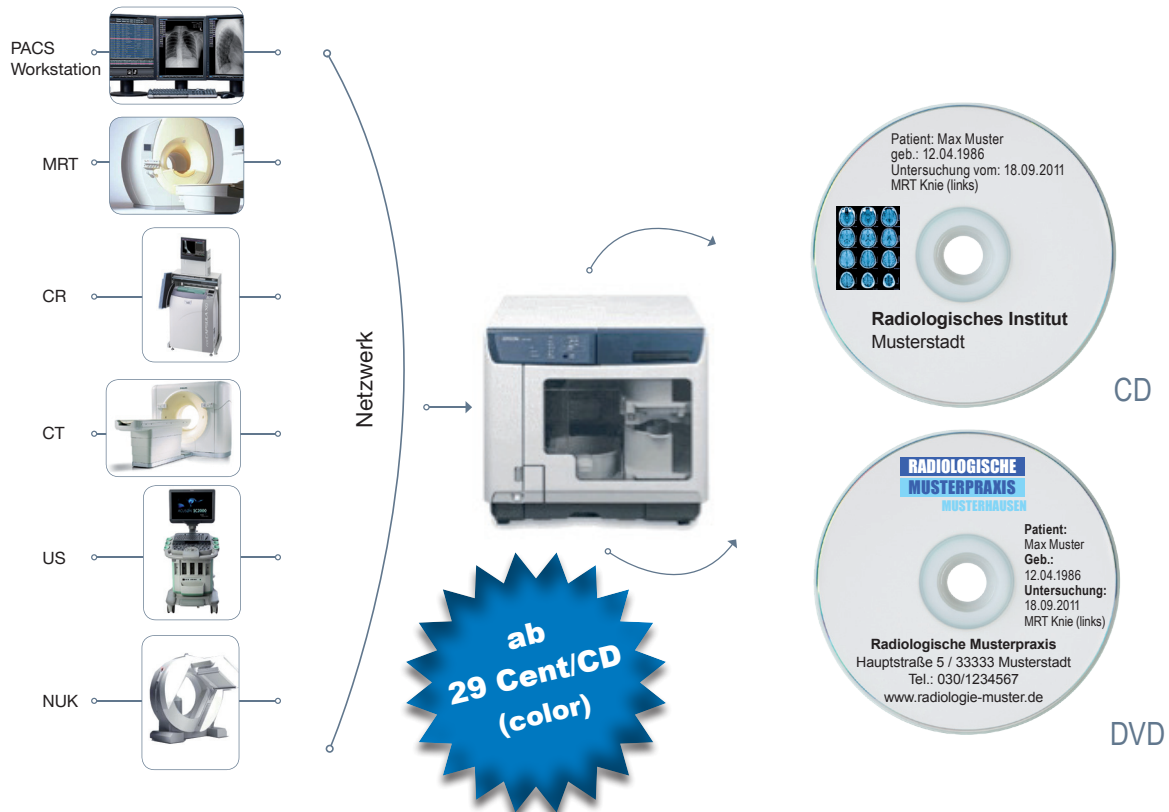 PACS
Workstation
MRT
CR
CT
US
NUK
Netzwerk
EPSON
ab
29 Cent/CD
(color)
Patient: Max Muster
geb.: 12.04.1986
Untersuchung vom: 18.09.2011
MRT Knie (links)
Radiologisches Institut
Musterstadt
CD
RADIOLOGISCHE
MUSTERPRAXIS
MUSTERHAUSEN
Patient:
Max Muster
Geb.:
12.04.1986
Untersuchung:
18.09.2011
MRT Knie (links)
Radiologische Musterpraxis
Hauptstraße 5 / 33333 Musterstadt
Tel.: 030/1234567
www.radiologie-muster.de
DVD